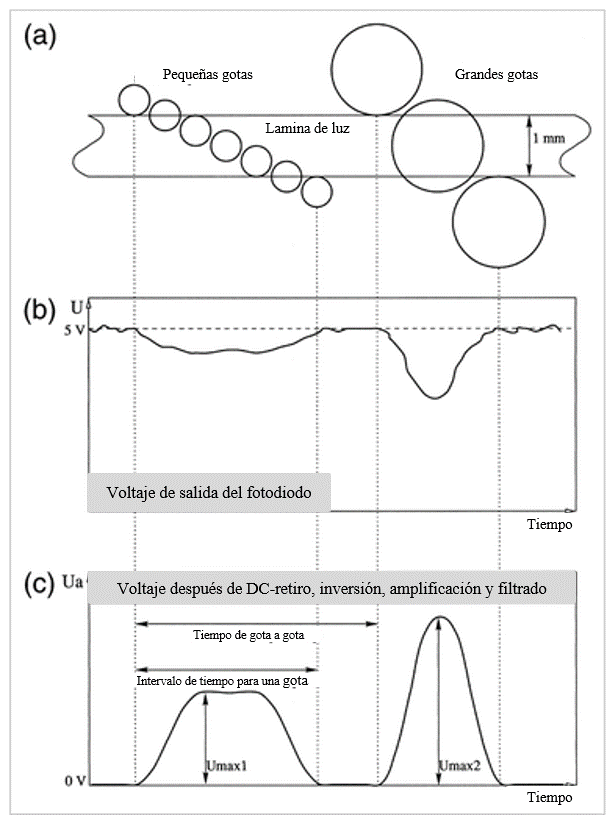 (a)
Pequeñas gotas
Grandes gotas
Lamina de luz
1 mm
(b)
U
5 V
Voltaje de salida del fotodiodo
Tiempo
(c)
Ua
Voltaje después de DC-retiro, inversión, amplificación y filtrado
Tiempo de gota a gota
Intervalo de tiempo para una gota
Umax1
Umax2
0 V
Tiempo